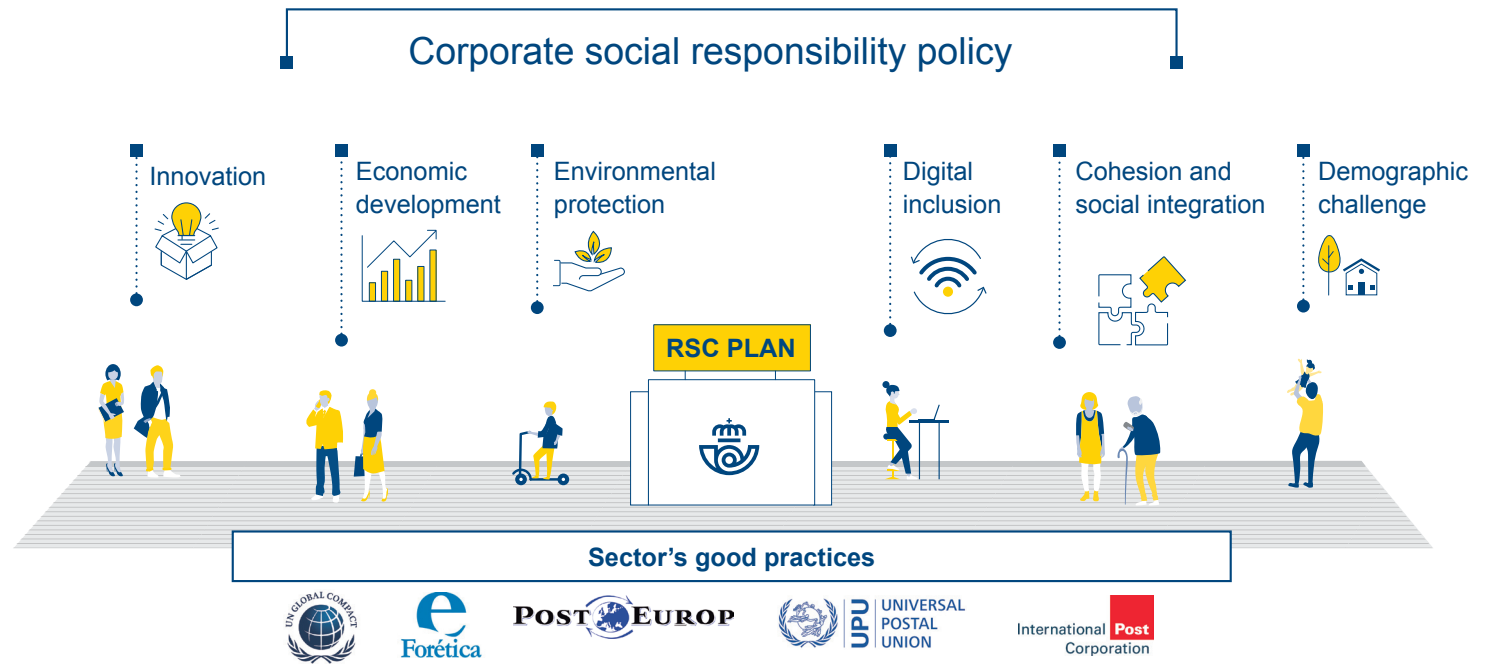 Corporate social responsibility policy
Innovation
Economic
development
Environmental
protection
Digital
inclusion
Cohesion and
social integration
Demographic
challenge
RSC PLAN
Sector's good practices
UN GLOBAL COMPACT
e
Forética
POST EUROP
UPU
UNIVERSAL
POSTAL
UNION
International Post
Corporation